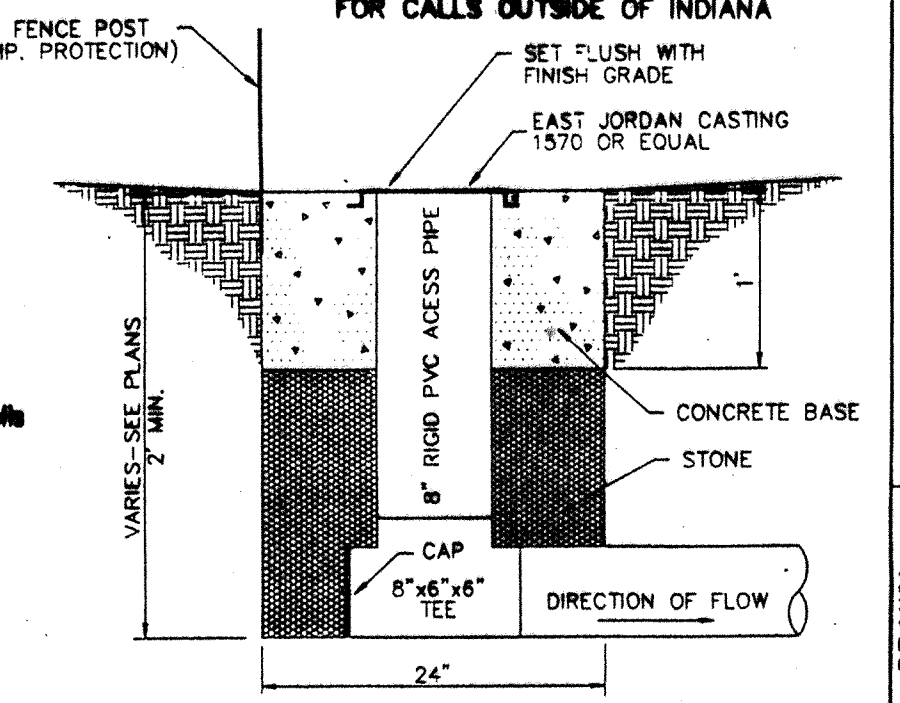 FOR CALLS OUTSIDE OF INDIANA
FENCE POST
IP. PROTECTION)
SET FLUSH WITH
FINISH GRADE
EAST JORDAN CASTING
1570 OR EQUAL
8" RIGID PVC ACESS PIPE
1'
VARIES-SEE PLANS
2' MIN.
CONCRETE BASE
STONE
CAP
8"x6"x6"
TEE
DIRECTION OF FLOW
24"